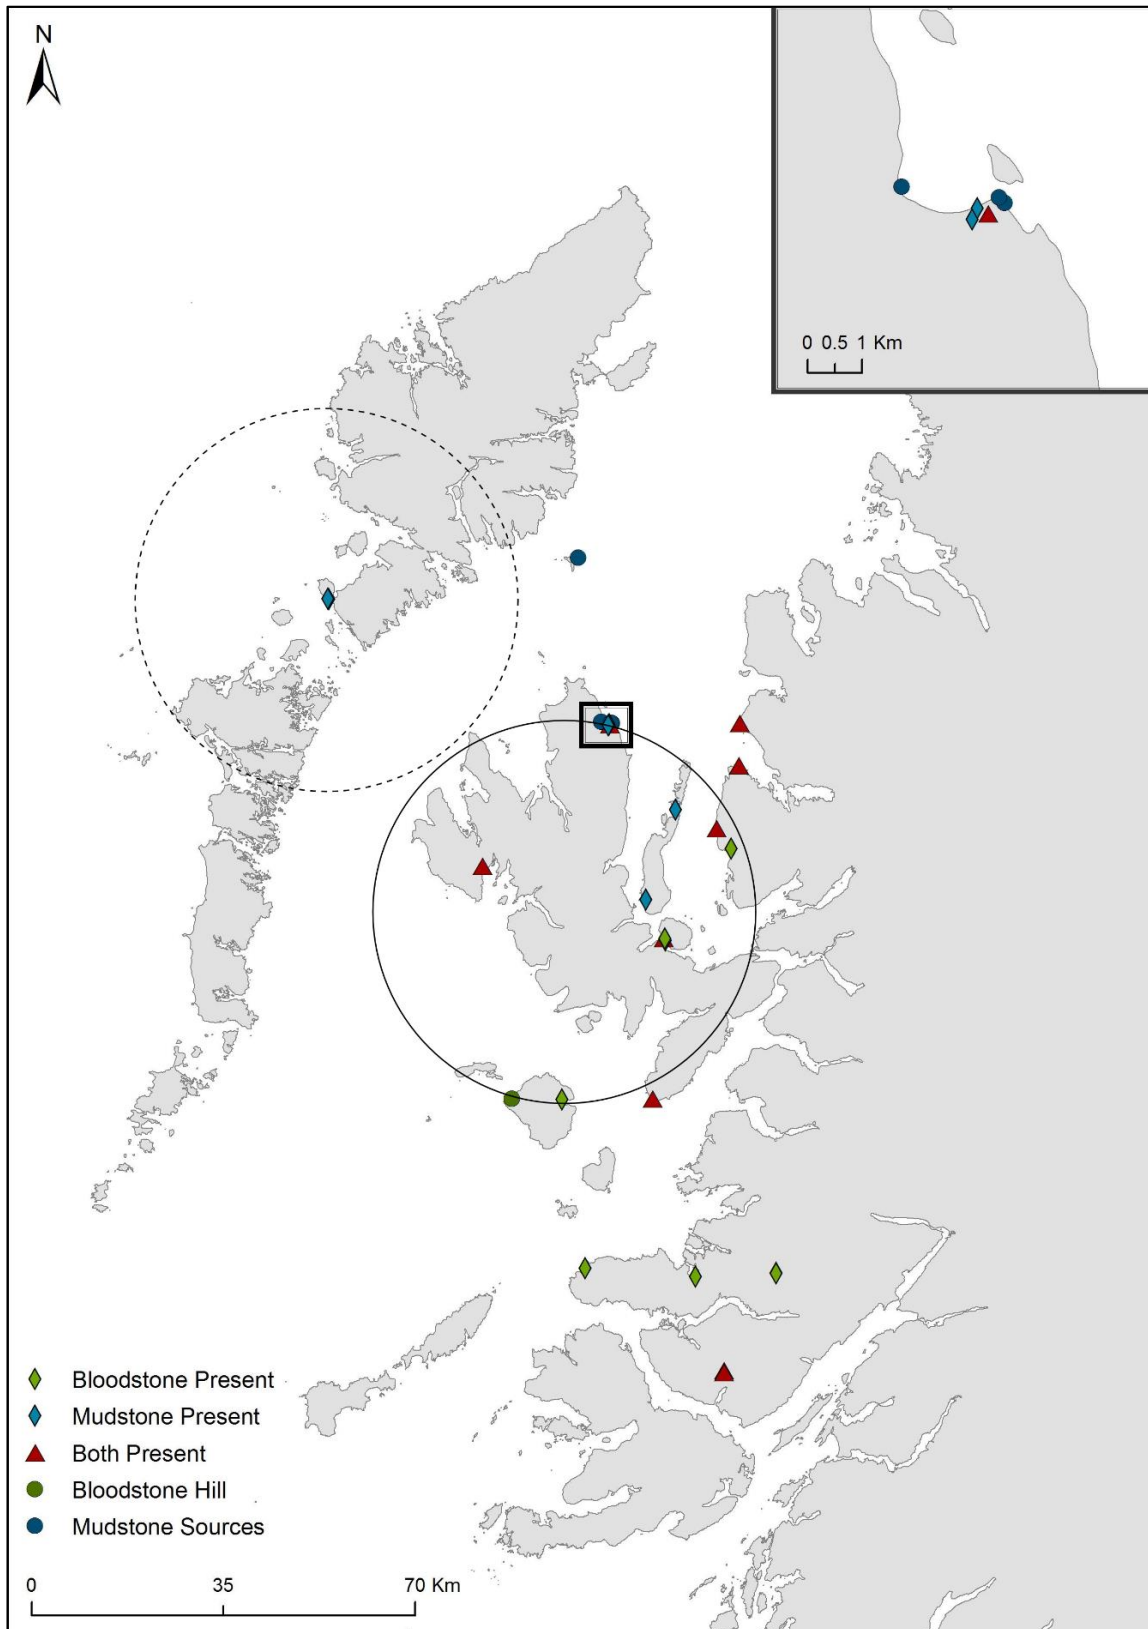 N
0 0.5 1 Km
Bloodstone Present
Mudstone Present
Both Present
Bloodstone Hill
Mudstone Sources
0 35 70 Km